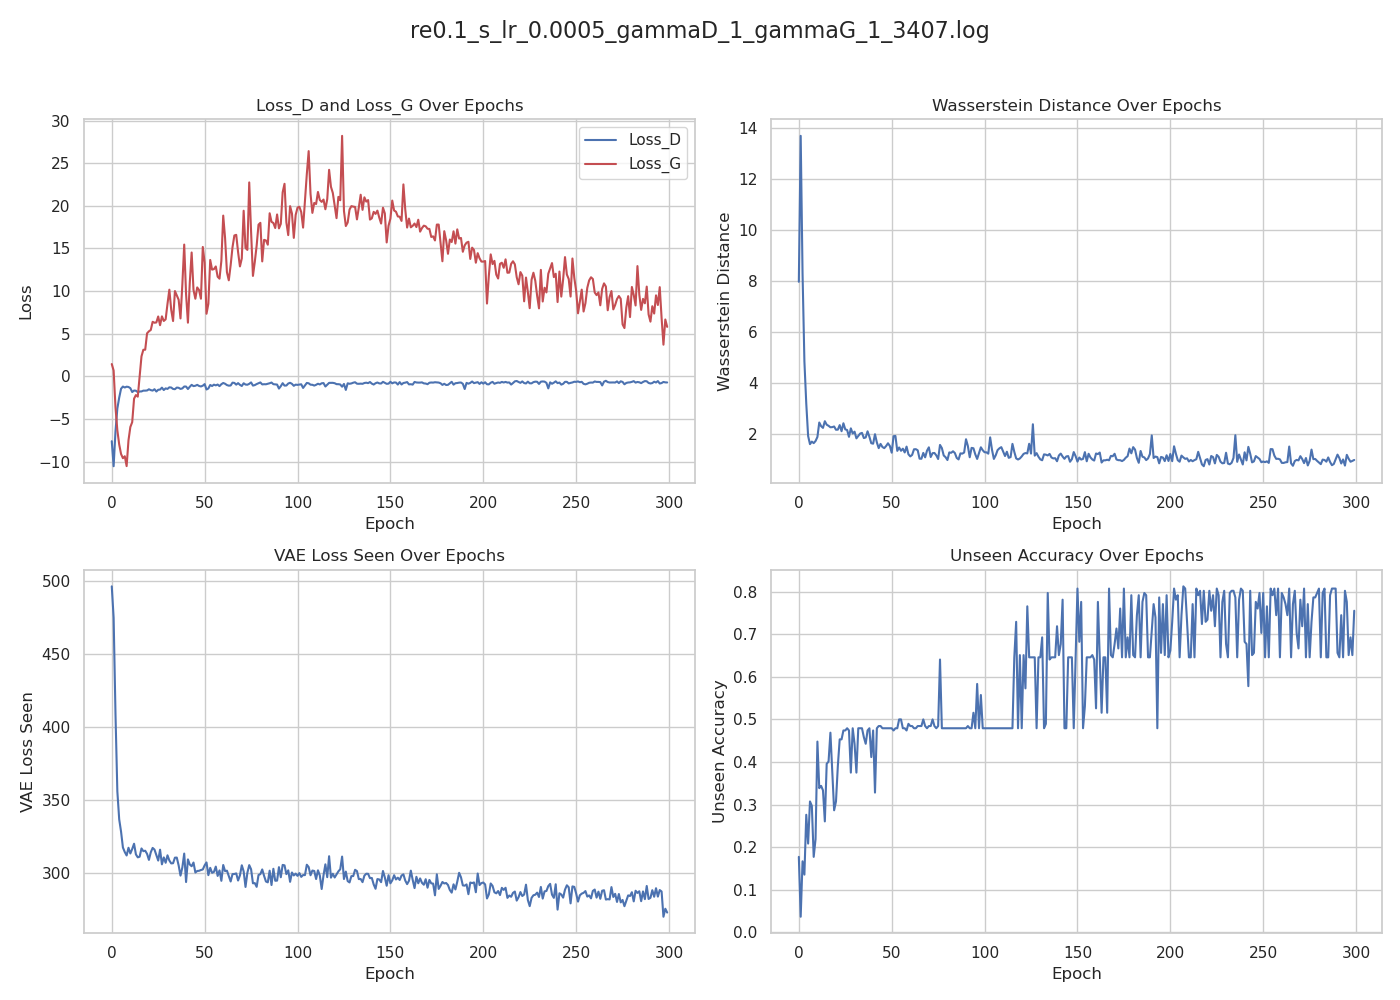 re0.1_s_lr_0.0005_gammaD_1_gammaG_1_3407.log
Loss_D and Loss_G Over Epochs
30
25
20
15
10
5
0
−5
−10
Loss
Loss_D
Loss_G
0 50 100 150 200 250 300
Epoch
Wasserstein Distance Over Epochs
14
12
10
8
6
4
2
Wasserstein Distance
0 50 100 150 200 250 300
Epoch
VAE Loss Seen Over Epochs
500
450
400
350
300
VAE Loss Seen
0 50 100 150 200 250 300
Epoch
Unseen Accuracy Over Epochs
0.8
0.7
0.6
0.5
0.4
0.3
0.2
0.1
0.0
Unseen Accuracy
0 50 100 150 200 250 300
Epoch